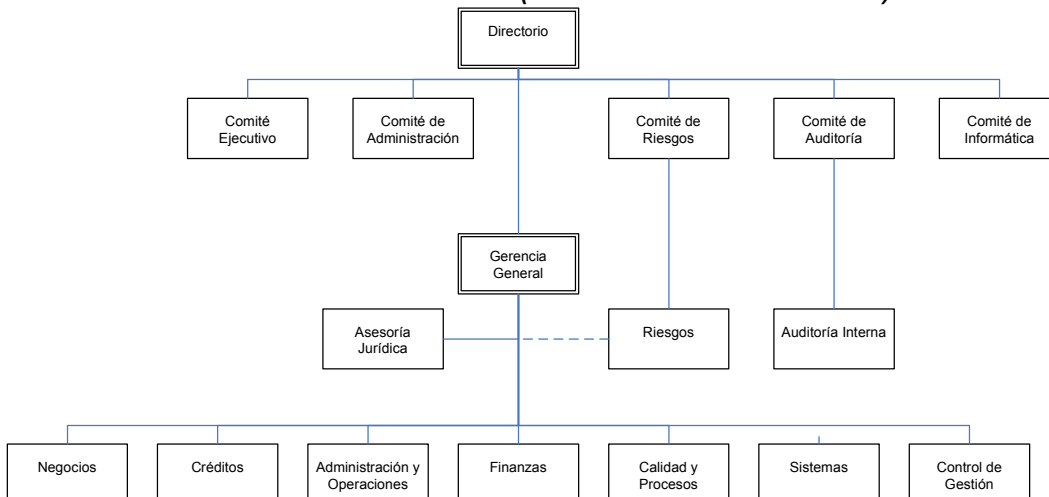 Directorio
Comité
Ejecutivo
Comité de
Administración
Comité de
Riesgos
Comité de
Auditoría
Comité de
Informática
Gerencia
General
Asesoría
Jurídica
Riesgos
Auditoría Interna
Negocios
Créditos
Administración y
Operaciones
Finanzas
Calidad y
Procesos
Sistemas
Control de
Gestión